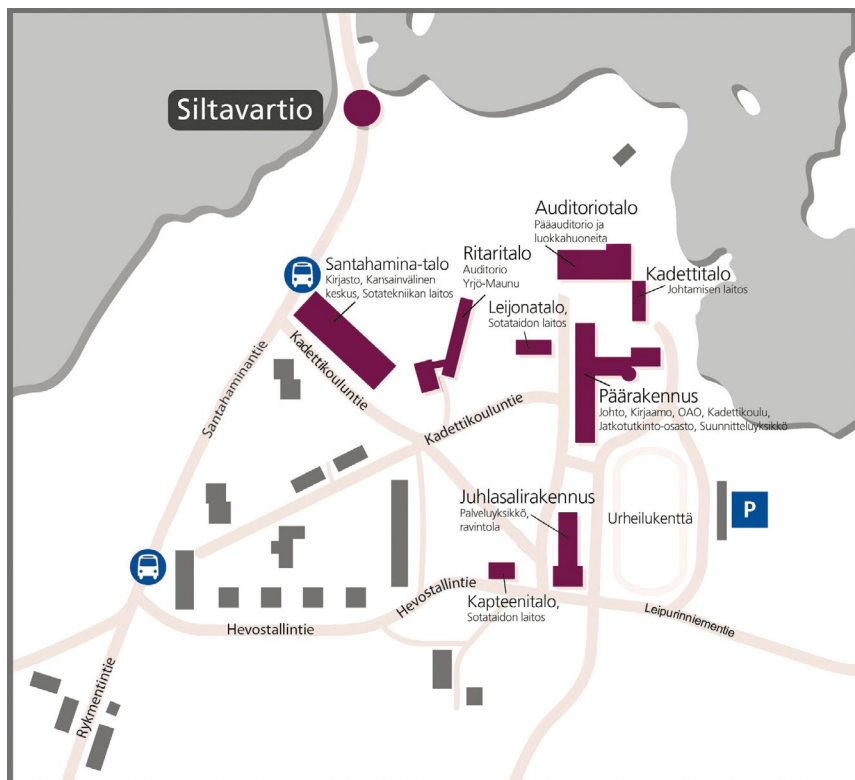 Siltavartio
Auditoriotalo
Pääauditorio ja
luokkahuoneita
Santahamina-talo
Kirjasto, Kansainvälinen
keskus, Sotatekniikan laitos
Ritaritalo
Auditorio
Yrjö-Maunu
Kadettitalo
Johtamisen laitos
Leijonatalo,
Sotataidon laitos
Santahaminantie
Kadettikouluntie
Kadettikouluntie
Päärakennus
Johto, Kirjaamo, OAO, Kadettikoulu,
Jatkotutkinto-osasto, Suunnitteluyksikkö
Juhlasalirakennus
Palveluyksikkö,
ravintola
Urheilukenttä
P
Hevostallintie
Kapteenitalo,
Sotataidon laitos
Leipurinniementie
Hevostallintie
Rykmentintie